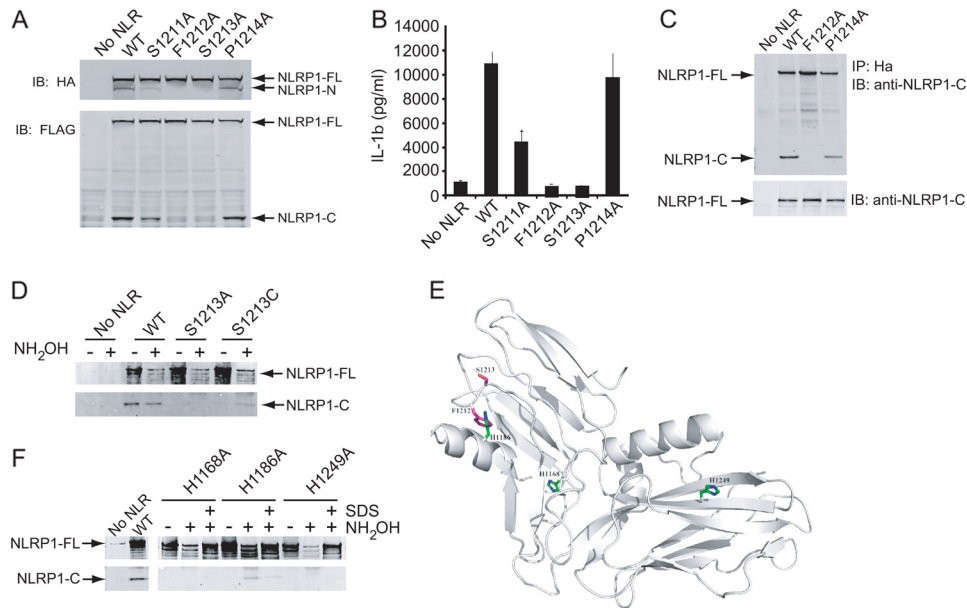 A
No NLR
WT
S1211A
F1212A
S1213A
P1214A
IB: HA
NLRP1-FL
NLRP1-N
IB: FLAG
NLRP1-FL
NLRP1-C
B
IL-1b (pg/ml)
14000
12000
10000
8000
6000
4000
2000
0
No NLR
WT
S1211A
F1212A
S1213A
P1214A
C
No NLR
WT
F1212A
P1214A
NLRP1-FL
IP: Ha
IB: anti-NLRP1-C
NLRP1-C
NLRP1-FL
IB: anti-NLRP1-C
D
No NLR
WT
S1213A
S1213C
NH2OH - + - + - + - +
NLRP1-FL
NLRP1-C
E
S1213
F1212
H1186
H1168
H1249
F
No NLR
WT
H1168A
H1186A
H1249A
+ + + SDS
- + + - + + - + + NH2OH
NLRP1-FL
NLRP1-C